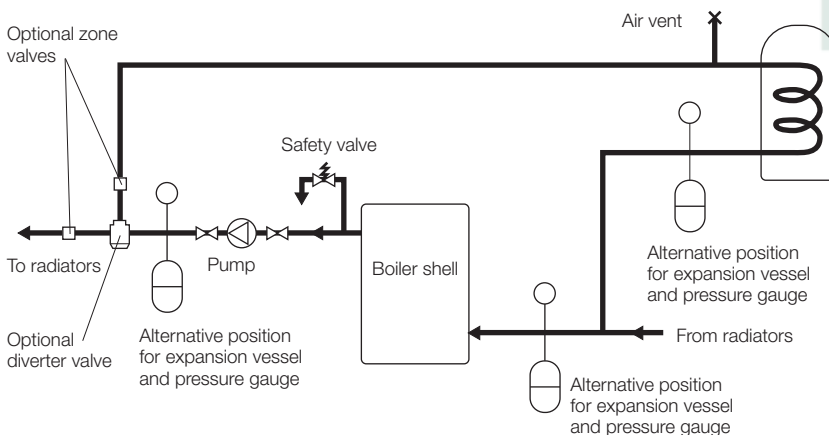 Air vent
Optional zone
valves
Safety valve
To radiators
Pump
Boiler shell
Alternative position
for expansion vessel
and pressure gauge
Optional
diverter valve
Alternative position
for expansion vessel
and pressure gauge
From radiators
Alternative position
for expansion vessel
and pressure gauge